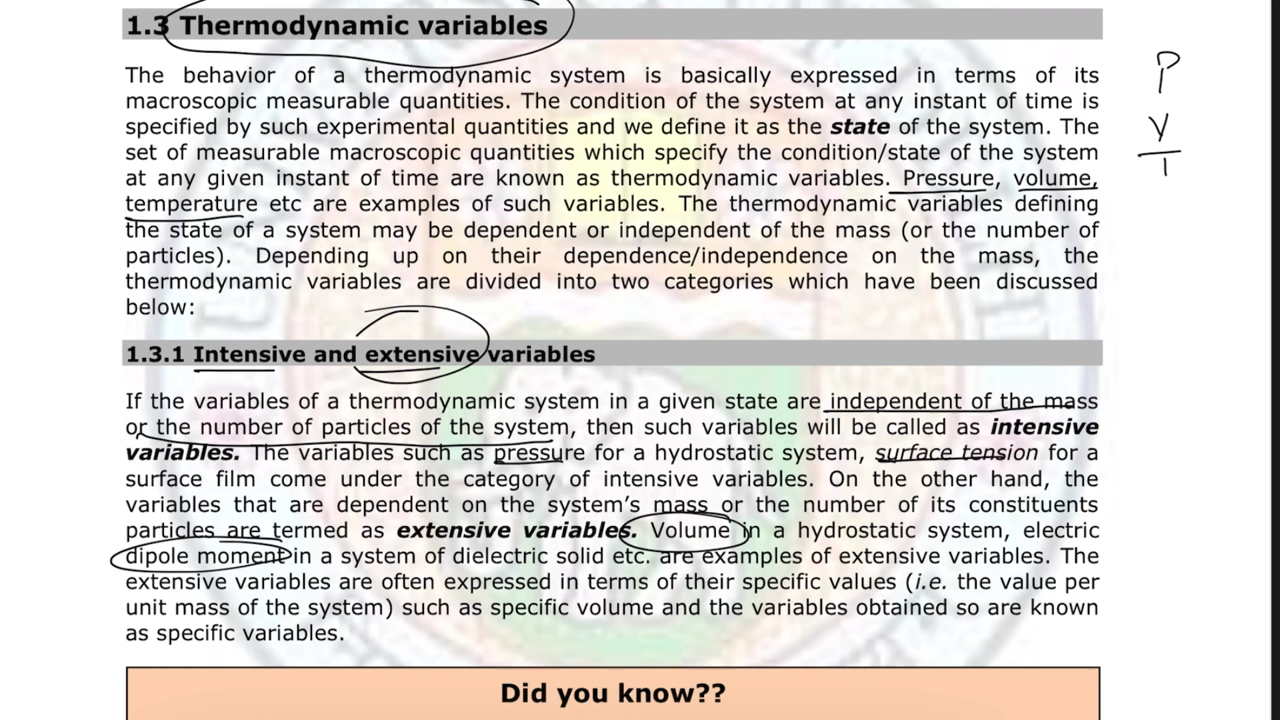 1.3 Thermodynamic variables
The behavior of a thermodynamic system is basically expressed in terms of its
macroscopic measurable quantities. The condition of the system at any instant of time is
specified by such experimental quantities and we define it as the state of the system. The
set of measurable macroscopic quantities which specify the condition/state of the system
at any given instant of time are known as thermodynamic variables. Pressure, volume,
temperature etc are examples of such variables. The thermodynamic variables defining
the state of a system may be dependent or independent of the mass (or the number of
particles). Depending up on their dependence/independence on the mass, the
thermodynamic variables are divided into two categories which have been discussed
below:
P
V
T
1.3.1 Intensive and extensive variables
If the variables of a thermodynamic system in a given state are independent of the mass
or the number of particles of the system, then such variables will be called as intensive
variables. The variables such as pressure for a hydrostatic system, surface tension for a
surface film come under the category of intensive variables. On the other hand, the
variables that are dependent on the system's mass or the number of its constituents
particles are termed as extensive variables. Volume in a hydrostatic system, electric
dipole moment in a system of dielectric solid etc. are examples of extensive variables. The
extensive variables are often expressed in terms of their specific values (i.e. the value per
unit mass of the system) such as specific volume and the variables obtained so are known
as specific variables.
Did you know??